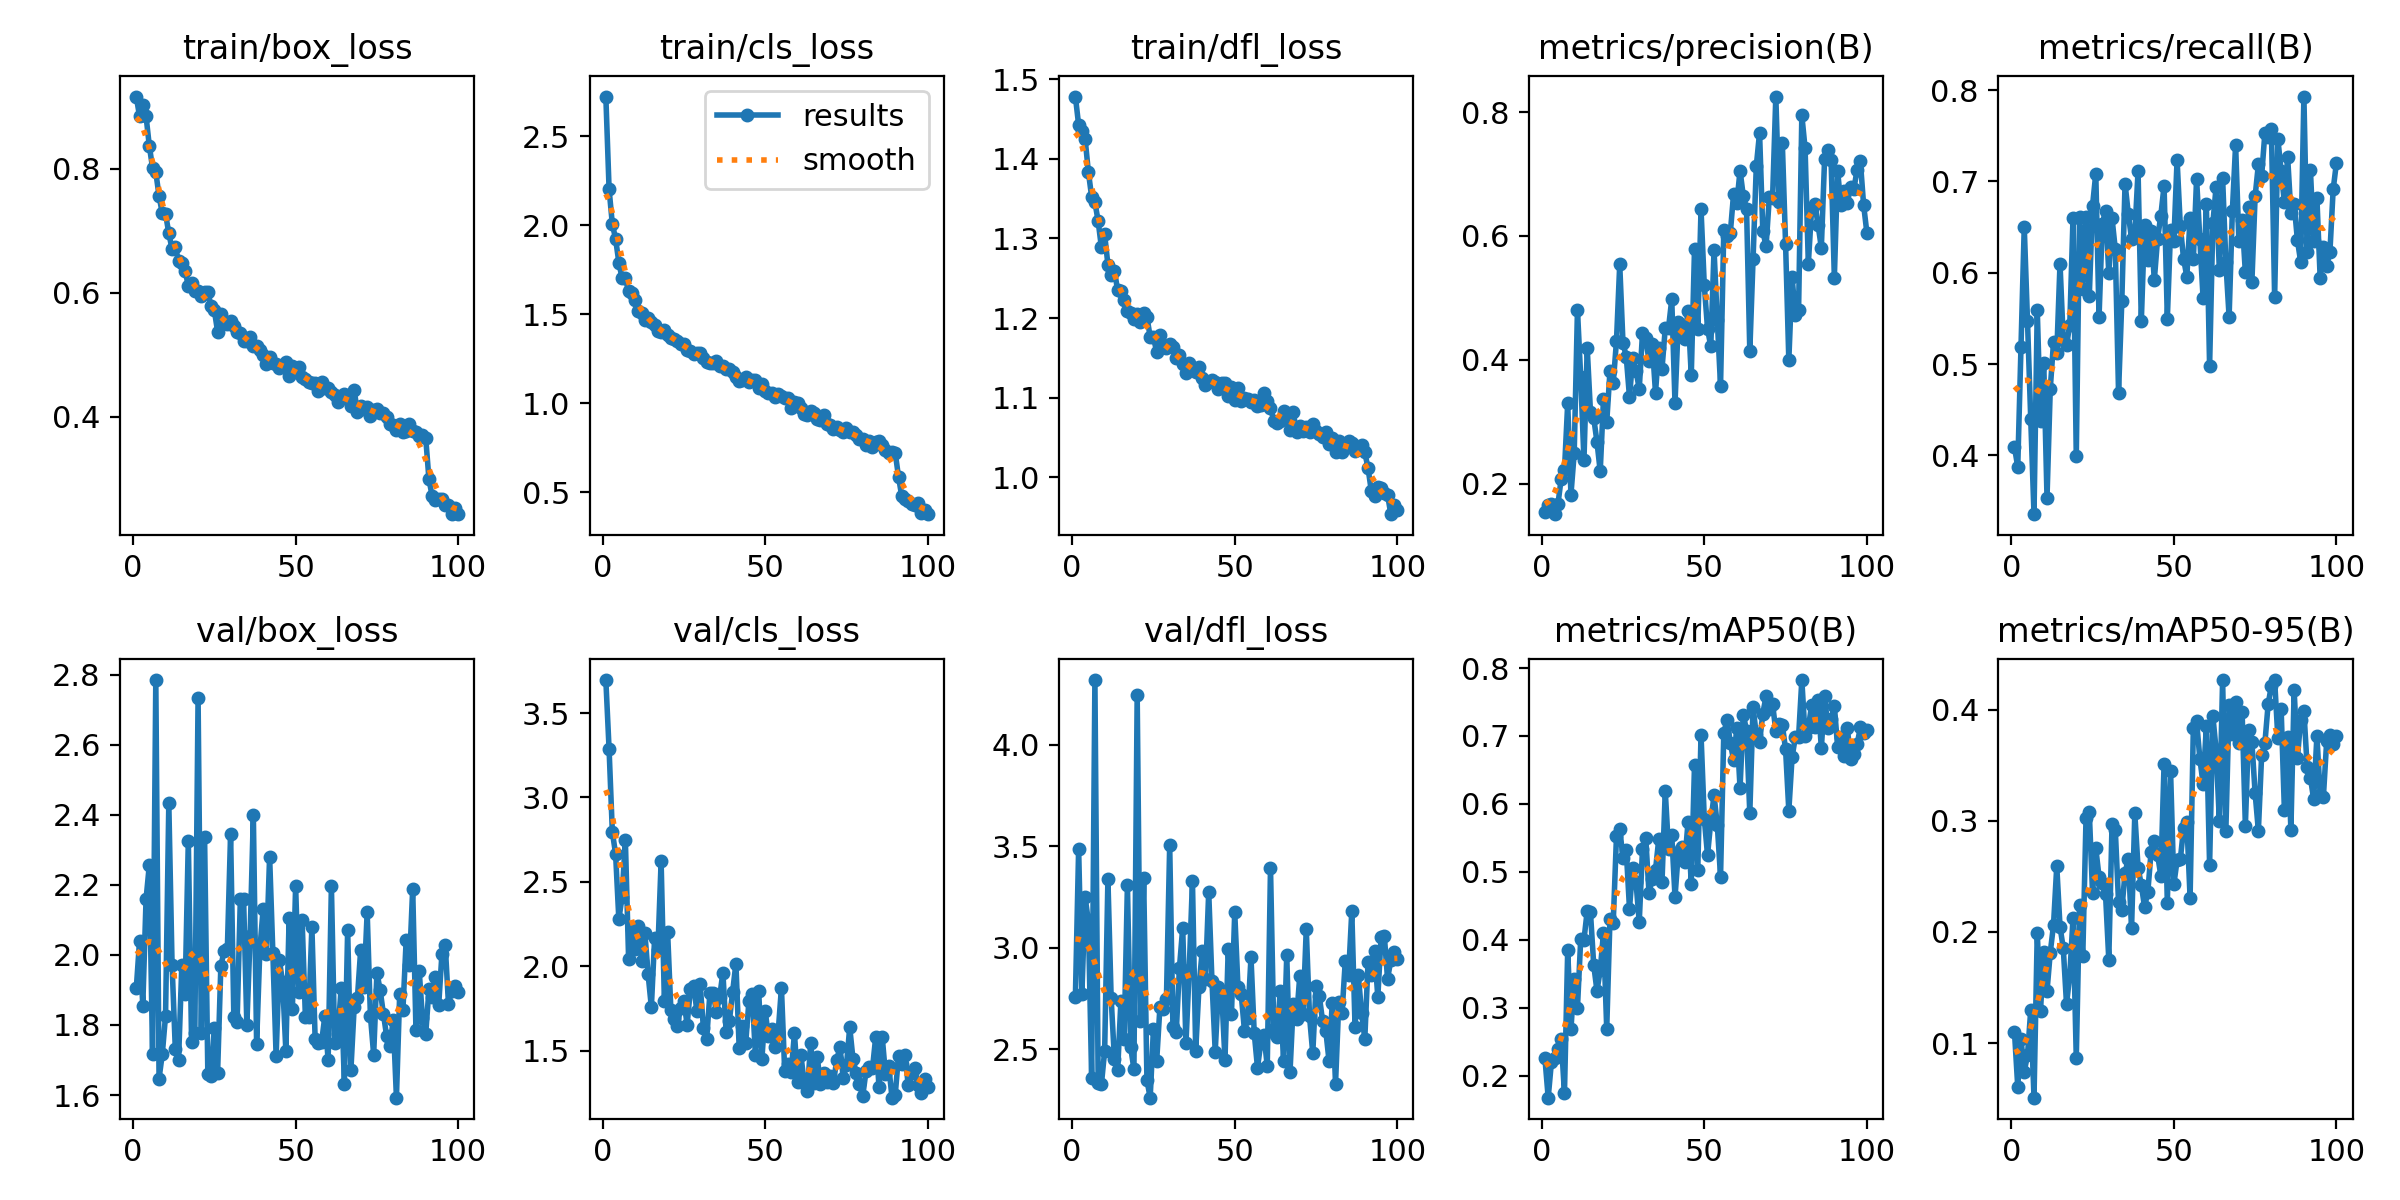 train/box_loss
train/cls_loss
train/dfl_loss
metrics/precision(B)
metrics/recall(B)
0.8
0.6
0.4
0 50 100
2.5
2.0
1.5
1.0
0.5
results
smooth
0 50 100
1.5
1.4
1.3
1.2
1.1
1.0
0 50 100
0.8
0.6
0.4
0.2
0 50 100
0.8
0.7
0.6
0.5
0.4
0 50 100
val/box_loss
val/cls_loss
val/dfl_loss
metrics/mAP50(B)
metrics/mAP50-95(B)
2.8
2.6
2.4
2.2
2.0
1.8
1.6
0 50 100
3.5
3.0
2.5
2.0
1.5
0 50 100
4.0
3.5
3.0
2.5
0 50 100
0.8
0.7
0.6
0.5
0.4
0.3
0.2
0 50 100
0.4
0.3
0.2
0.1
0 50 100